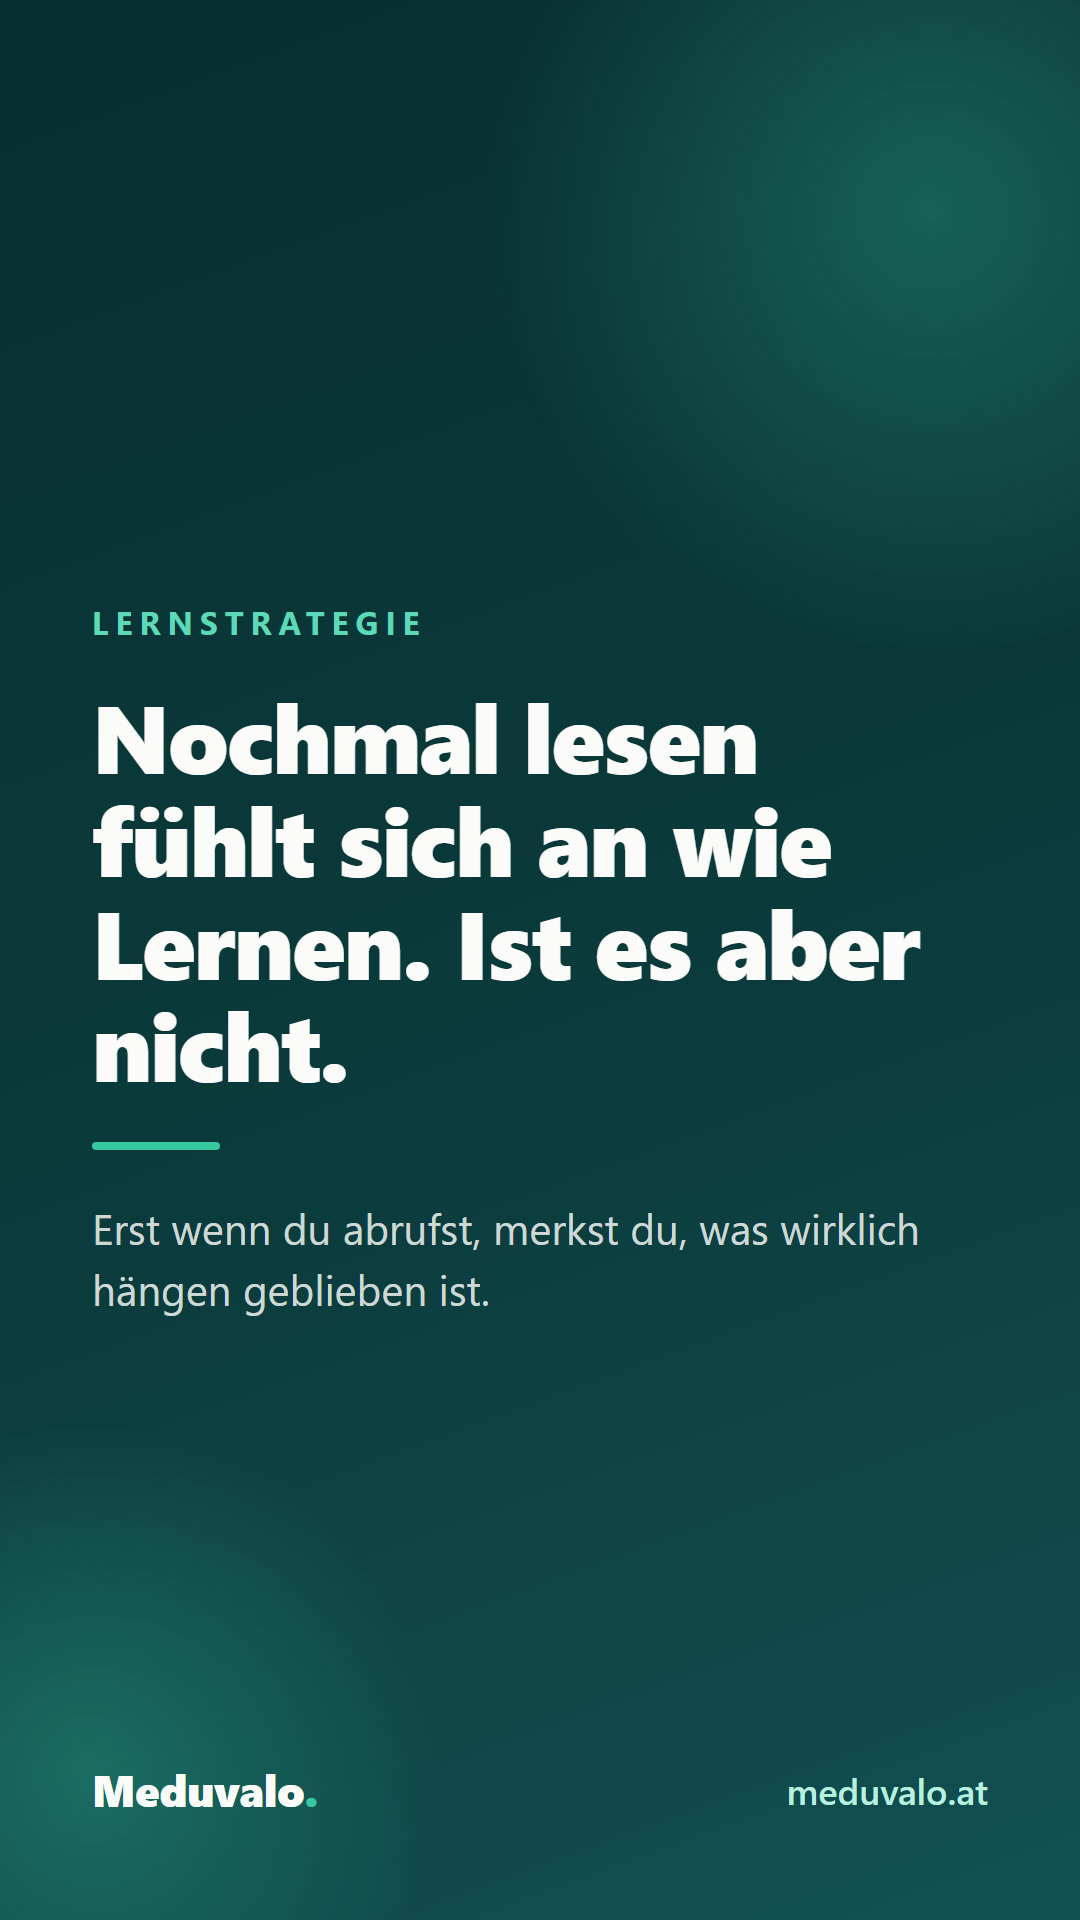 LERNSTRATEGIE
Nochmal lesen
fühlt sich an wie
Lernen. Ist es aber
nicht.
Erst wenn du abrufst, merkst du, was wirklich
hängen geblieben ist.
Meduvalo.
meduvalo.at